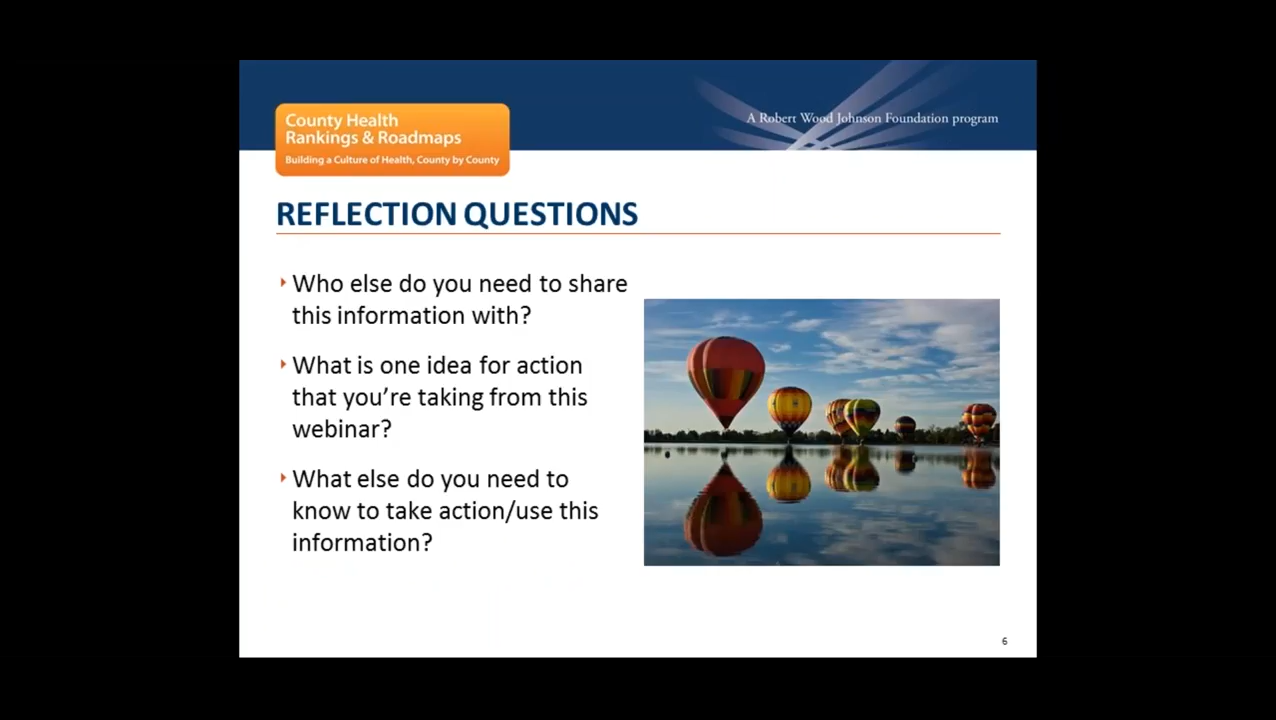 County Health
Rankings & Roadmaps
Building a Culture of Health, County by County
A Robert Wood Johnson Foundation program
REFLECTION QUESTIONS
Who else do you need to share
this information with?
What is one idea for action
that you’re taking from this
webinar?
What else do you need to
know to take action/use this
information?
6